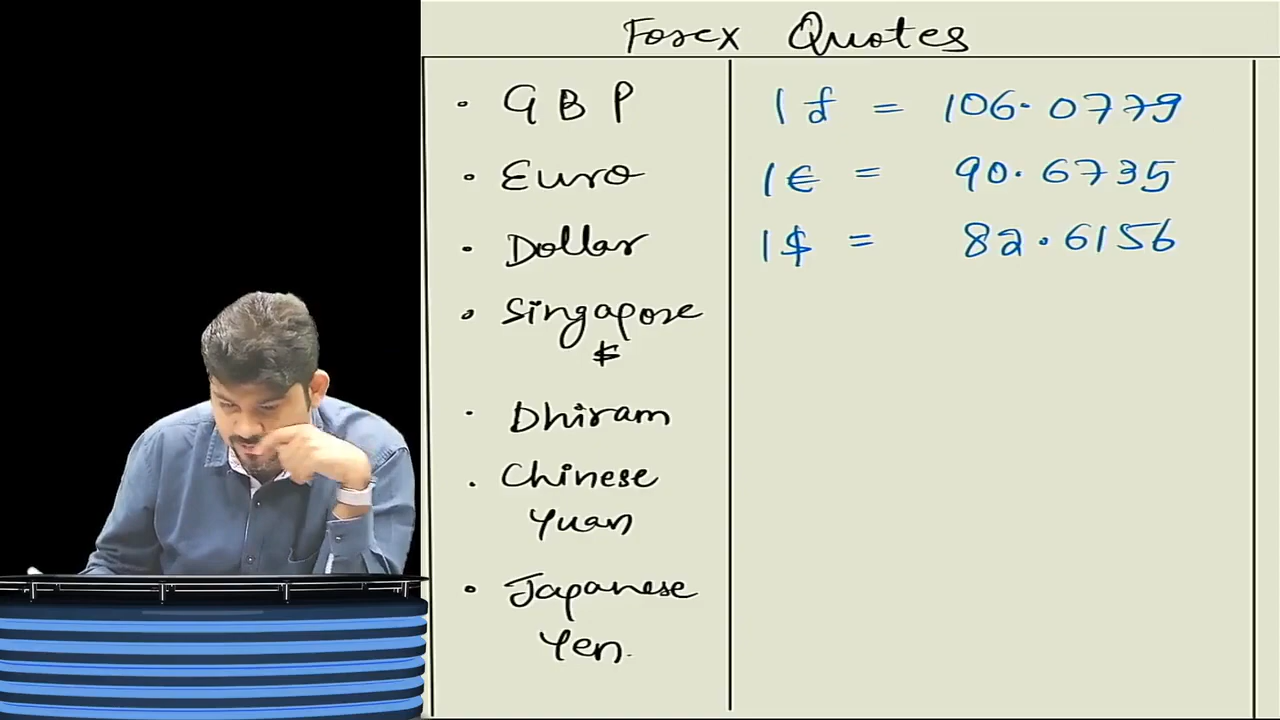 Forex Quotes
• GBP 1 £ = 106.0779
• Euro 1 € = 90.6735
• Dollar 1 $ = 82.6156
• Singapore
$
• Dhiram
• Chinese
Yuan
• Japanese
Yen.